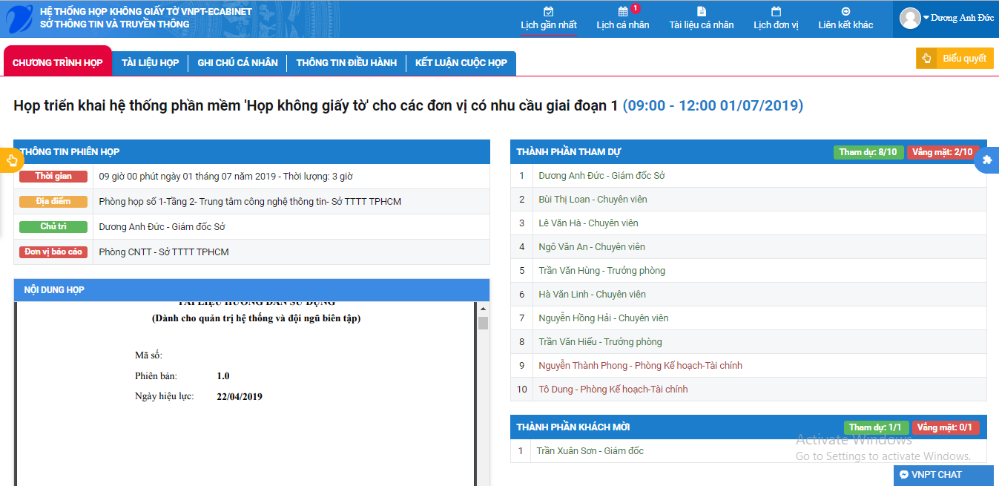 HỆ THỐNG HỌP KHÔNG GIẤY TỜ VNPT-ECABINET
SỞ THÔNG TIN VÀ TRUYỀN THÔNG
Lịch gần nhất
1
Lịch cá nhân
Tài liệu cá nhân
Lịch đơn vị
Liên kết khác
Dương Anh Đức
CHƯƠNG TRÌNH HỌP
TÀI LIỆU HỌP
GHI CHÚ CÁ NHÂN
THÔNG TIN ĐIỀU HÀNH
KẾT LUẬN CUỘC HỌP
Biểu quyết
Họp triển khai hệ thống phần mềm 'Họp không giấy tờ' cho các đơn vị có nhu cầu giai đoạn 1 (09:00 - 12:00 01/07/2019)
THÔNG TIN PHIÊN HỌP
Thời gian 09 giờ 00 phút ngày 01 tháng 07 năm 2019 - Thời lượng: 3 giờ
Địa điểm Phòng họp số 1-Tầng 2- Trung tâm công nghệ thông tin- Sở TTTT TPHCM
Chủ trì Dương Anh Đức - Giám đốc Sở
Đơn vị báo cáo Phòng CNTT - Sở TTTT TPHCM
NỘI DUNG HỌP
TÀI LIỆU HƯỚNG DẪN SỬ DỤNG
(Dành cho quản trị hệ thống và đội ngũ biên tập)
Mã số:
Phiên bản: 1.0
Ngày hiệu lực: 22/04/2019
THÀNH PHẦN THAM DỰ Tham dự: 8/10 Vắng mặt: 2/10
1 Dương Anh Đức - Giám đốc Sở
2 Bùi Thị Loan - Chuyên viên
3 Lê Văn Hà - Chuyên viên
4 Ngô Văn An - Chuyên viên
5 Trần Văn Hùng - Trưởng phòng
6 Hà Văn Linh - Chuyên viên
7 Nguyễn Hồng Hải - Chuyên viên
8 Trần Văn Hiếu - Trưởng phòng
9 Nguyễn Thành Phong - Phòng Kế hoạch-Tài chính
10 Tô Dung - Phòng Kế hoạch-Tài chính
THÀNH PHẦN KHÁCH MỜI Tham dự: 1/1 Vắng mặt: 0/1
1 Trần Xuân Sơn - Giám đốc
Activate Windows
Go to Settings to activate Windows.
VNPT CHAT